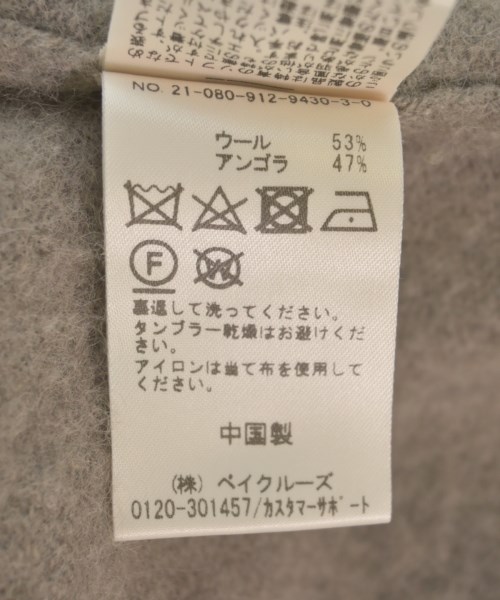 NO. 21-080-912-9430-3-0
ウール 53%
アンゴラ 47%
F
W
裏返して洗ってください。
タンブラー乾燥はお避けくだ
さい。
アイロンは当て布を使用して
ください。
中国製
(株) ベイクルーズ
0120-301457/カスタマーサポート